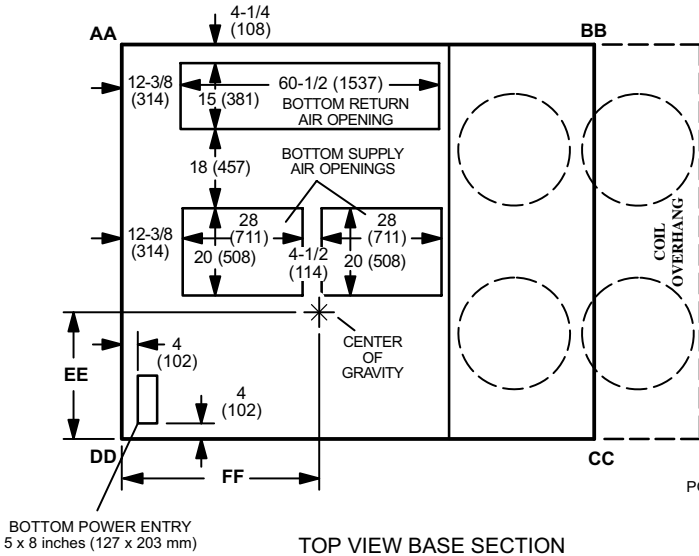 4-1/4
(108)
AA
BB
12-3/8
(314)
60-1/2 (1537)
15 (381)
BOTTOM RETURN
AIR OPENING
18 (457)
BOTTOM SUPPLY
AIR OPENINGS
12-3/8
(314)
28
(711)
20 (508)
4-1/2
(114)
28
(711)
20 (508)
COIL
OVERHANG
CENTER
OF
GRAVITY
EE
4
(102)
4
(102)
DD
FF
CC
BOTTOM POWER ENTRY
5 x 8 inches (127 x 203 mm)
TOP VIEW BASE SECTION